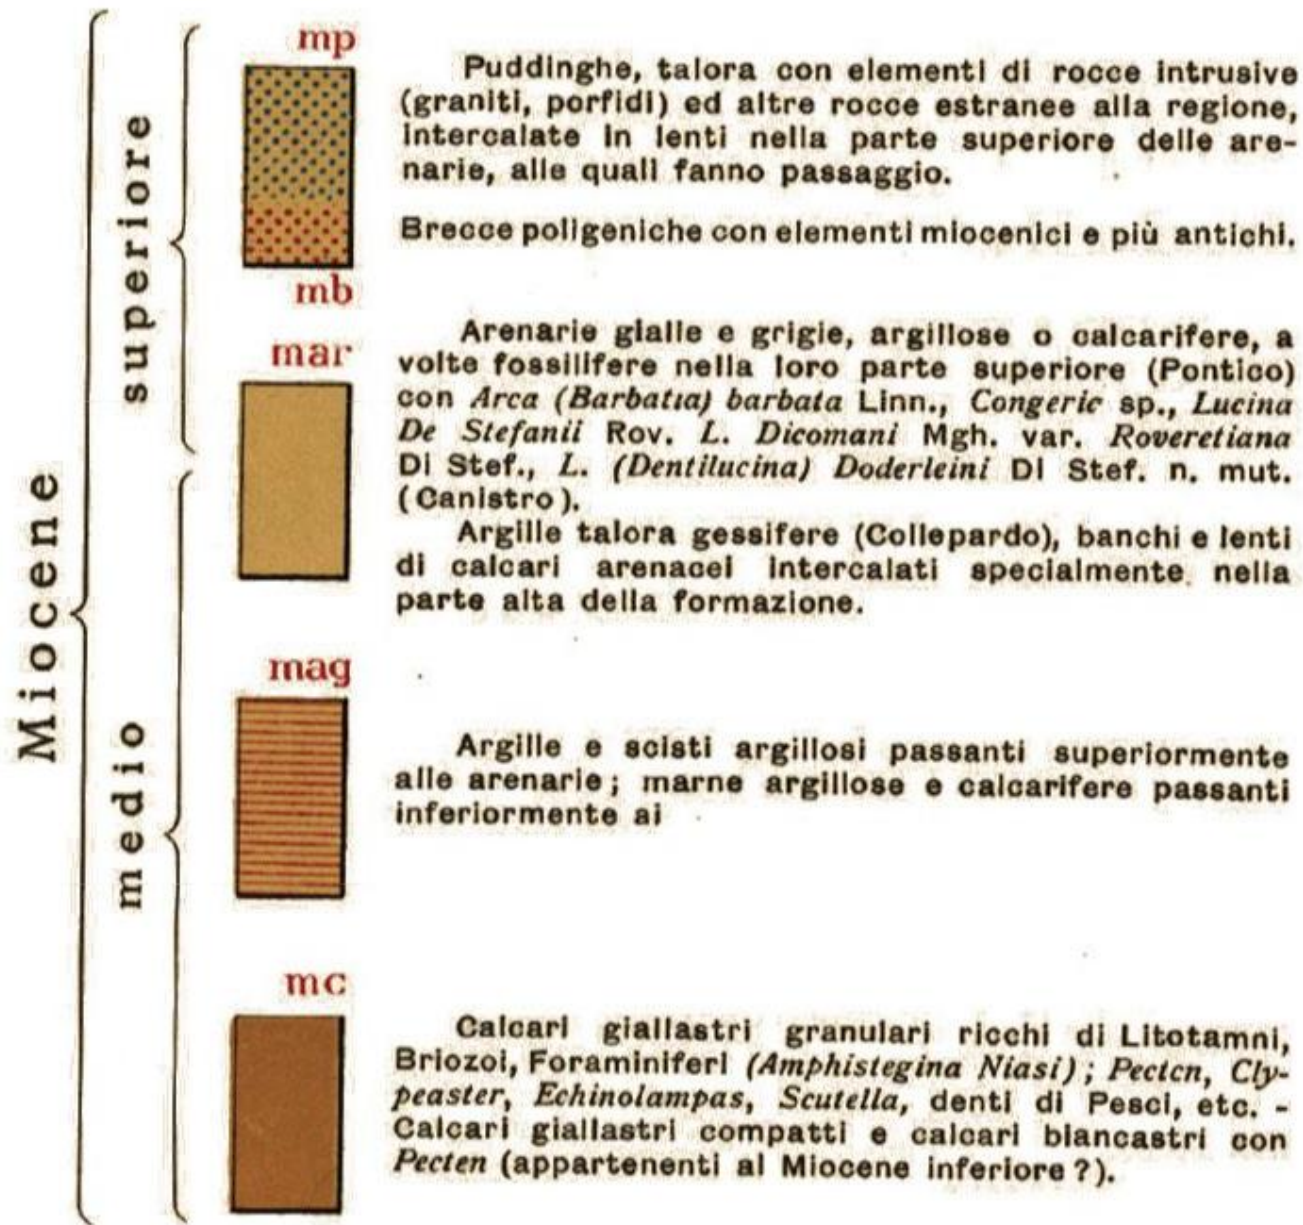 Miocene
superiore
mp
Puddinghe, talora con elementi di rocce intrusive
(graniti, porfidi) ed altre rocce estranee alla regione,
intercalate in lenti nella parte superiore delle are-
narie, alle quali fanno passaggio.
Brecce poligeniche con elementi miocenici e più antichi.
mb
mar
Arenarie gialle e grigie, argillose o calcarifere, a
volte fossilifere nella loro parte superiore (Pontico)
con Arca (Barbatia) barbata Linn., Congeric sp., Lucina
De Stefanii Rov. L. Dicomani Mgh. var. Roveretiana
Di Stef., L. (Dentilucina) Doderleini Di Stef. n. mut.
(Canistro).
Argille talora gessifere (Collepardo), banchi e lenti
di calcari arenacei intercalati specialmente nella
parte alta della formazione.
medio
mag
Argille e scisti argillosi passanti superiormente
alle arenarie; marne argillose e calcarifere passanti
inferiormente ai
mc
Calcari giallastri granulari ricchi di Litotamni,
Briozoi, Foraminiferi (Amphistegina Niasi); Pecten, Cly-
peaster, Echinolampas, Scutella, denti di Pesci, etc. -
Calcari giallastri compatti e calcari biancastri con
Pecten (appartenenti al Miocene inferiore ?).